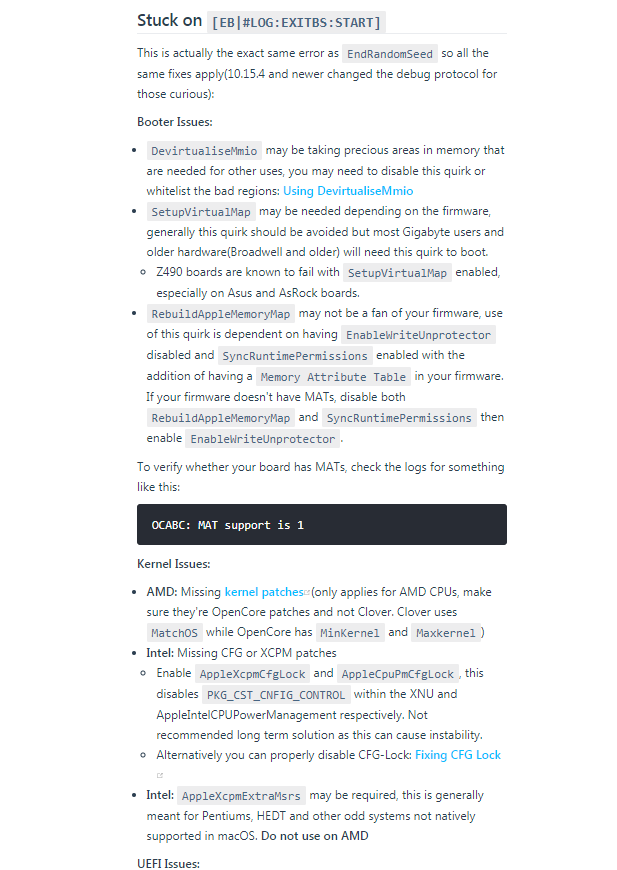 Stuck on [EB|#LOG:EXITBS:START]
This is actually the exact same error as EndRandomSeed so all the
same fixes apply(10.15.4 and newer changed the debug protocol for
those curious):
Booter Issues:
• DevirtualiseMmio may be taking precious areas in memory that
are needed for other uses, you may need to disable this quirk or
whitelist the bad regions: Using DevirtualiseMmio
• SetupVirtualMap may be needed depending on the firmware,
generally this quirk should be avoided but most Gigabyte users and
older hardware(Broadwell and older) will need this quirk to boot.
○ Z490 boards are known to fail with SetupVirtualMap enabled,
especially on Asus and AsRock boards.
• RebuildAppleMemoryMap may not be a fan of your firmware, use
of this quirk is dependent on having EnableWriteUnprotector
disabled and SyncRuntimePermissions enabled with the
addition of having a Memory Attribute Table in your firmware.
If your firmware doesn't have MATs, disable both
RebuildAppleMemoryMap and SyncRuntimePermissions then
enable EnableWriteUnprotector.
To verify whether your board has MATs, check the logs for something
like this:
OCABC: MAT support is 1
Kernel Issues:
• AMD: Missing kernel patches(only applies for AMD CPUs, make
sure they're OpenCore patches and not Clover. Clover uses
MatchOS while OpenCore has MinKernel and Maxkernel)
• Intel: Missing CFG or XCPM patches
○ Enable AppleXcpmCfgLock and AppleCpuPmCfgLock, this
disables PKG_CST_CNFIG_CONTROL within the XNU and
AppleIntelCPUPowerManagement respectively. Not
recommended long term solution as this can cause instability.
○ Alternatively you can properly disable CFG-Lock: Fixing CFG Lock
• Intel: AppleXcpmExtraMsrs may be required, this is generally
meant for Pentiums, HEDT and other odd systems not natively
supported in macOS. Do not use on AMD
UEFI Issues: